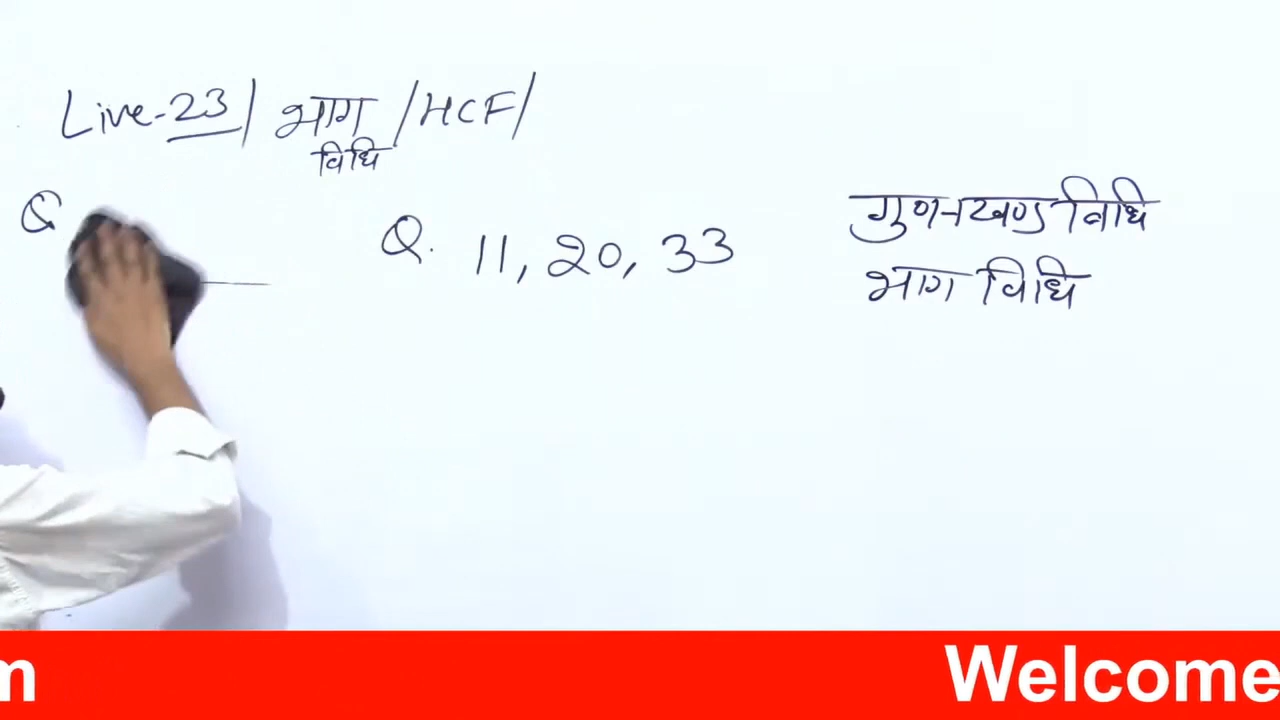 Live-23 / भाग / HCF /
विधि
Q
Q. 11, 20, 33
गुणनखण्ड विधि
भाग विधि
m
Welcome